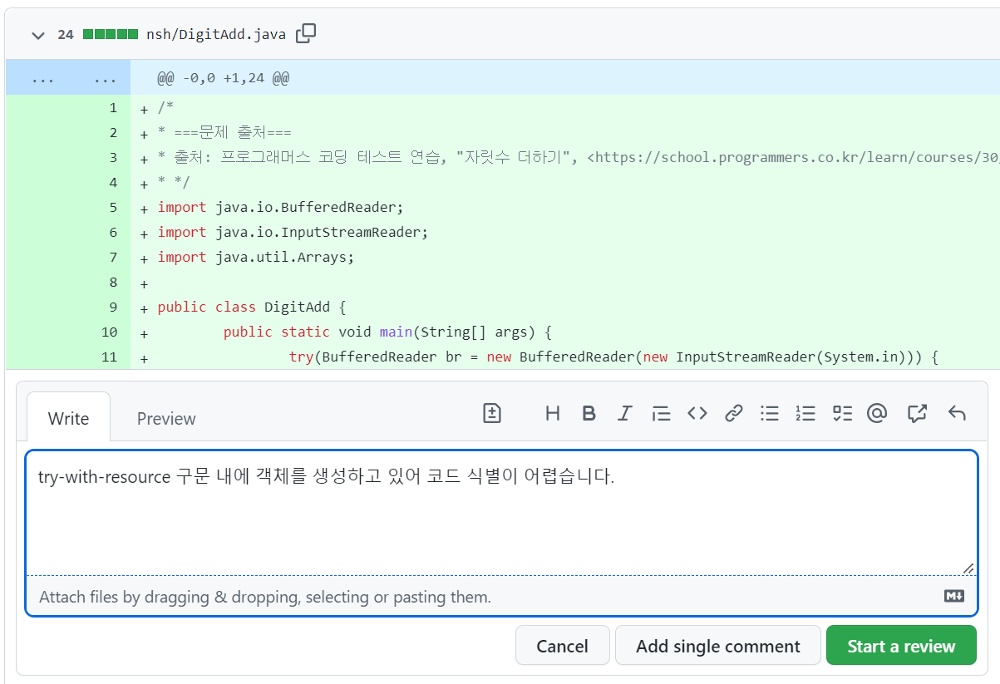 24 nsh/DigitAdd.java
... ... @@ -0,0 +1,24 @@
1 + /*
2 + * ===문제 출처===
3 + * 출처: 프로그래머스 코딩 테스트 연습, "자릿수 더하기", <https://school.programmers.co.kr/learn/courses/30
4 + * */
5 + import java.io.BufferedReader;
6 + import java.io.InputStreamReader;
7 + import java.util.Arrays;
8 +
9 + public class DigitAdd {
10 + public static void main(String[] args) {
11 + try(BufferedReader br = new BufferedReader(new InputStreamReader(System.in))) {
Write Preview H B I
try-with-resource 구문 내에 객체를 생성하고 있어 코드 식별이 어렵습니다.
Attach files by dragging & dropping, selecting or pasting them.
Cancel Add single comment Start a review